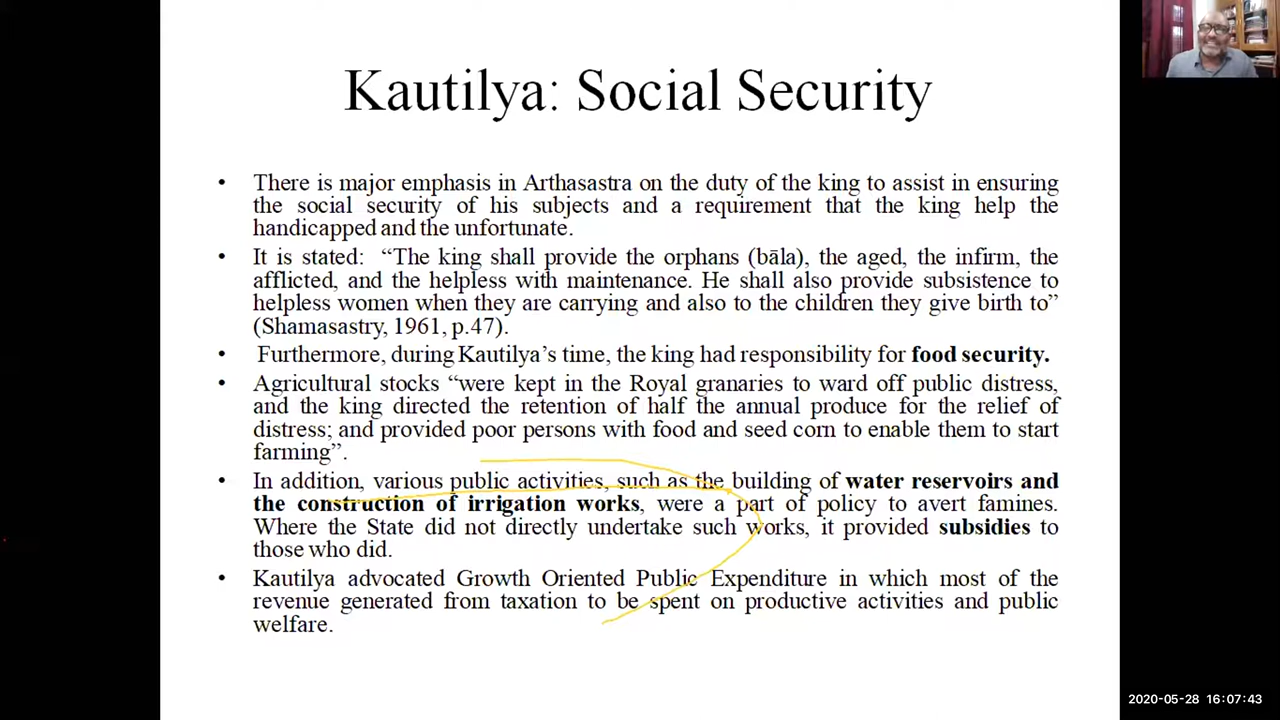 Kautilya: Social Security
• There is major emphasis in Arthasastra on the duty of the king to assist in ensuring
the social security of his subjects and a requirement that the king help the
handicapped and the unfortunate.
• It is stated: “The king shall provide the orphans (bāla), the aged, the infirm, the
afflicted, and the helpless with maintenance. He shall also provide subsistence to
helpless women when they are carrying and also to the children they give birth to”
(Shamasastry, 1961, p.47).
• Furthermore, during Kautilya’s time, the king had responsibility for food security.
• Agricultural stocks “were kept in the Royal granaries to ward off public distress,
and the king directed the retention of half the annual produce for the relief of
distress; and provided poor persons with food and seed corn to enable them to start
farming”.
• In addition, various public activities, such as the building of water reservoirs and
the construction of irrigation works, were a part of policy to avert famines.
Where the State did not directly undertake such works, it provided subsidies to
those who did.
• Kautilya advocated Growth Oriented Public Expenditure in which most of the
revenue generated from taxation to be spent on productive activities and public
welfare.
2020-05-28 16:07:43